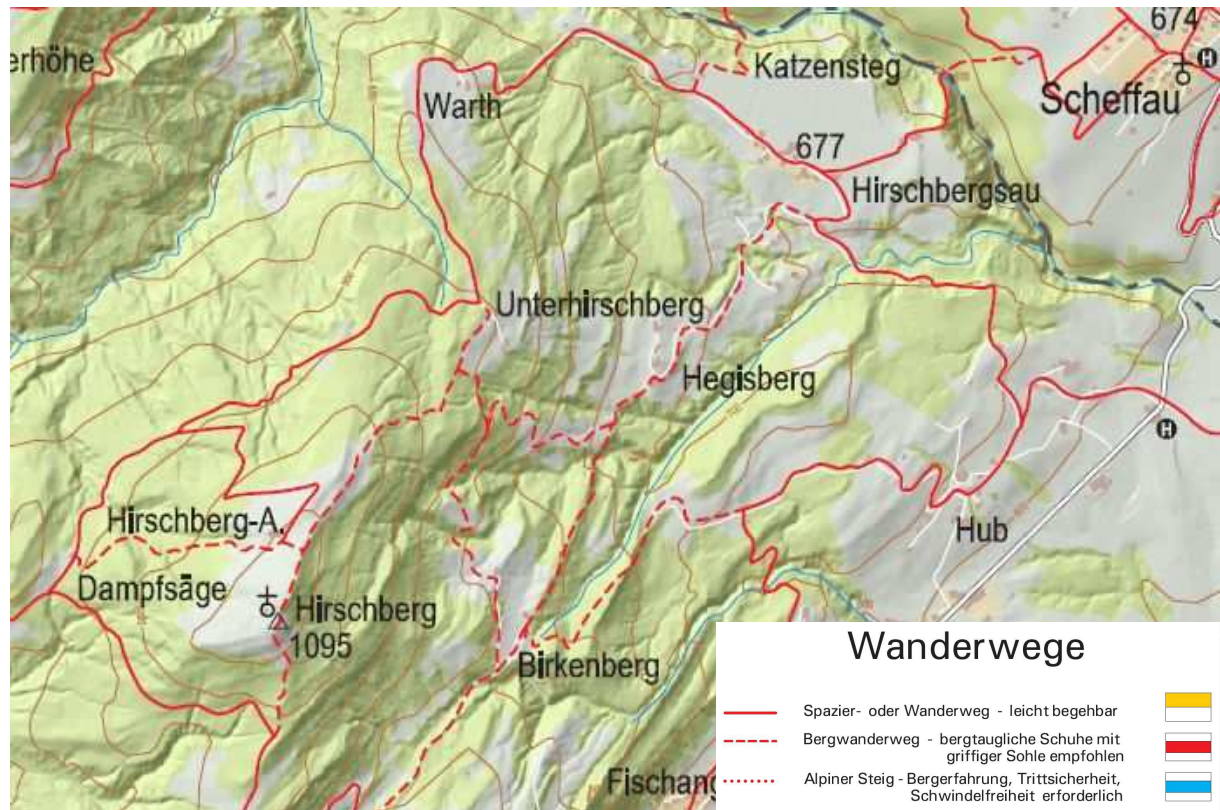 674
erhöhe
Katzensteg
H
Scheffau
Warth
677
Hirschbergsau
Unterhirschberg
Hegisberg
H
Hirschberg-A.
Hub
Dampfsäge
Hirschberg
1095
Birkenberg
Fischang
Wanderwege
Spazier- oder Wanderweg - leicht begehbar
Bergwanderweg - bergtaugliche Schuhe mit
griffiger Sohle empfohlen
Alpiner Steig - Bergerfahrung, Trittsicherheit,
Schwindelfreiheit erforderlich